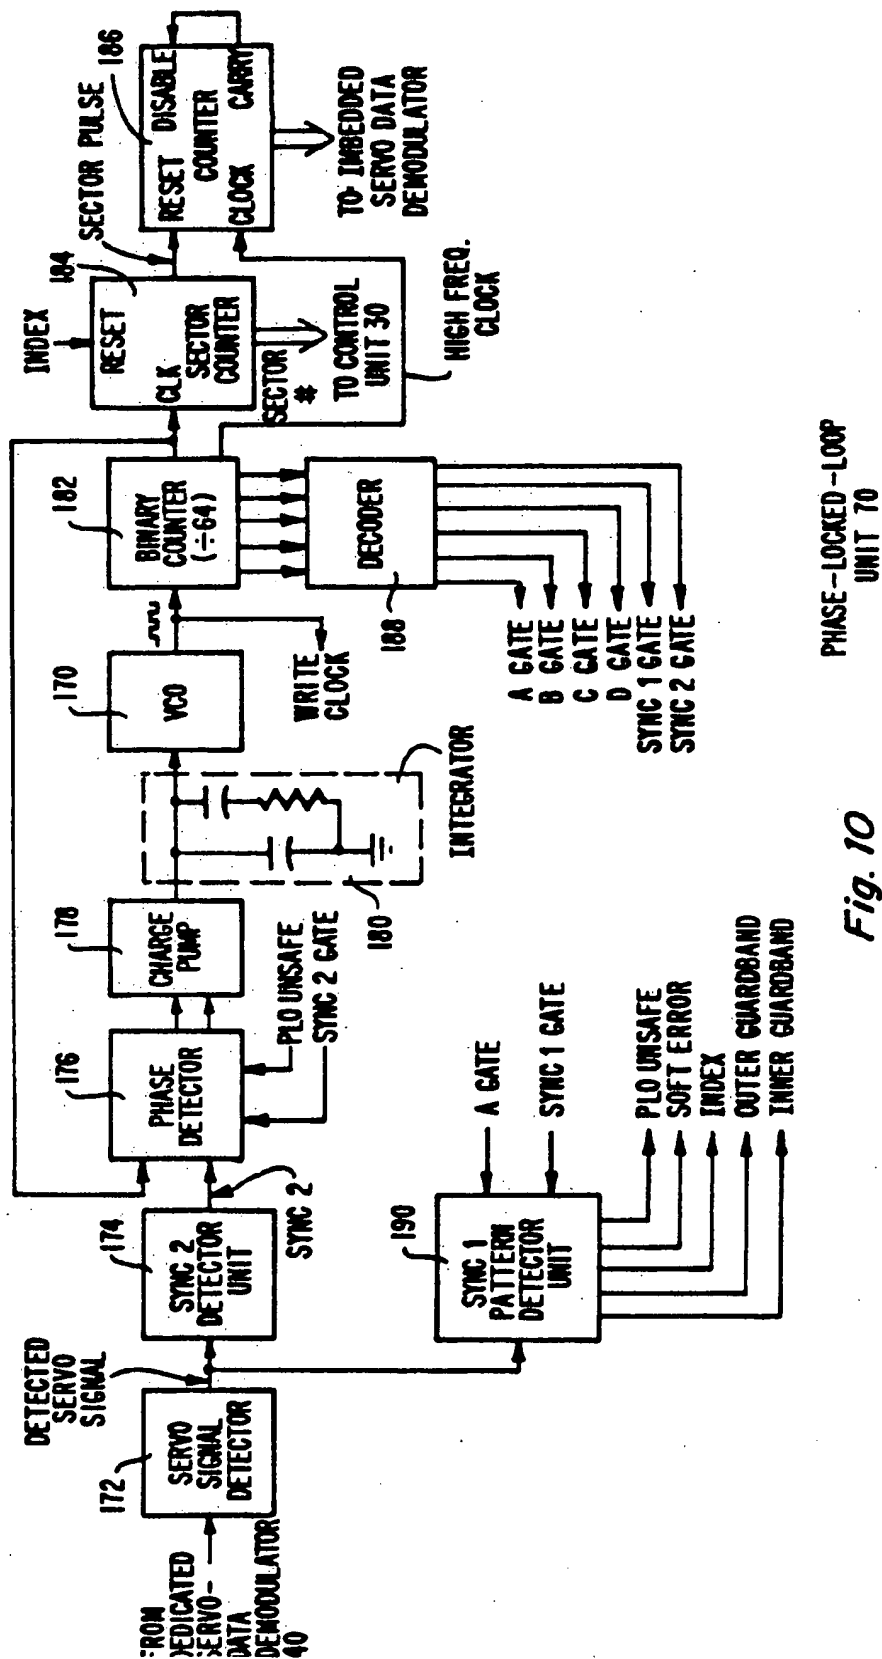 FROM
DEDICATED
SERVO-
DATA
DEMODULATOR
40
172
SERVO
SIGNAL
DETECTOR
DETECTED
SERVO
SIGNAL
174
SYNC 2
DETECTOR
UNIT
SYNC 2
176
PHASE
DETECTOR
PLO UNSAFE
SYNC 2 GATE
178
CHARGE
PUMP
180
INTEGRATOR
170
VCO
WRITE
CLOCK
182
BINARY
COUNTER
(÷64)
188
DECODER
A GATE
B GATE
C GATE
D GATE
SYNC 1 GATE
SYNC 2 GATE
INDEX
184
RESET
CLK
SECTOR
COUNTER
SECTOR
#
TO CONTROL
UNIT 30
HIGH FREQ.
CLOCK
SECTOR PULSE
186
RESET DISABLE
COUNTER
CLOCK CARRY
TO IMBEDDED
SERVO DATA
DEMODULATOR
190
SYNC 1
PATTERN
DETECTOR
UNIT
A GATE
SYNC 1 GATE
PLO UNSAFE
SOFT ERROR
INDEX
OUTER GUARDBAND
INNER GUARDBAND
Fig. 10
PHASE-LOCKED-LOOP
UNIT 70